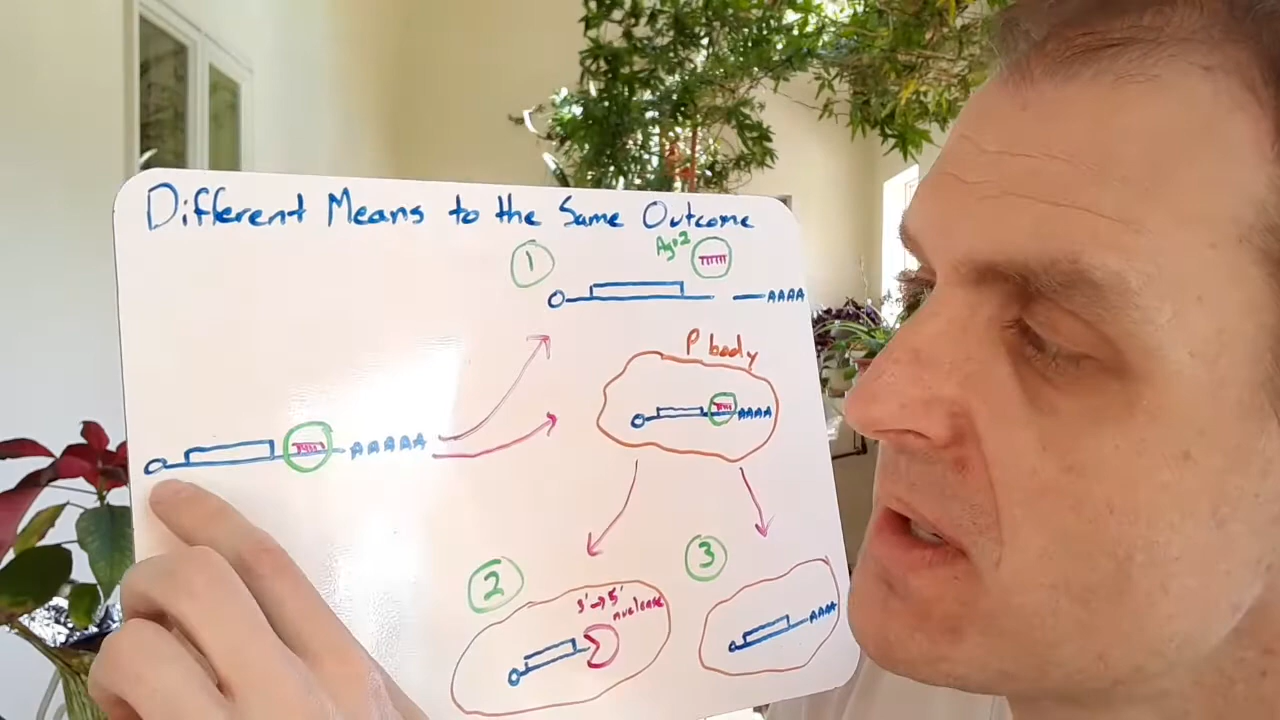 Different Means to the Same Outcome
1
Ago2
AAAA
P body
AAAA
AAAAA
2
3
3'→5'
nuclease
AAAA